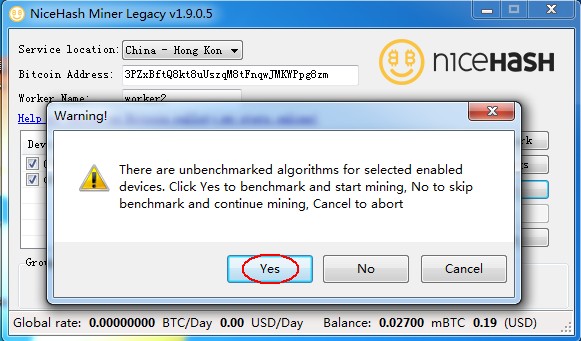 NiceHash Miner Legacy v1.9.0.5
Service location: China - Hong Kon
Bitcoin Address: 3PZxBftQ8kt8uUszqM8tFnqwJMKWPpg8zm
NICEHASH
Worker Name: worker2
Help
Warning!
There are unbenchmarked algorithms for selected enabled
devices. Click Yes to benchmark and start mining, No to skip
benchmark and continue mining, Cancel to abort
Yes No Cancel
Global rate: 0.00000000 BTC/Day 0.00 USD/Day Balance: 0.02700 mBTC 0.19 (USD)